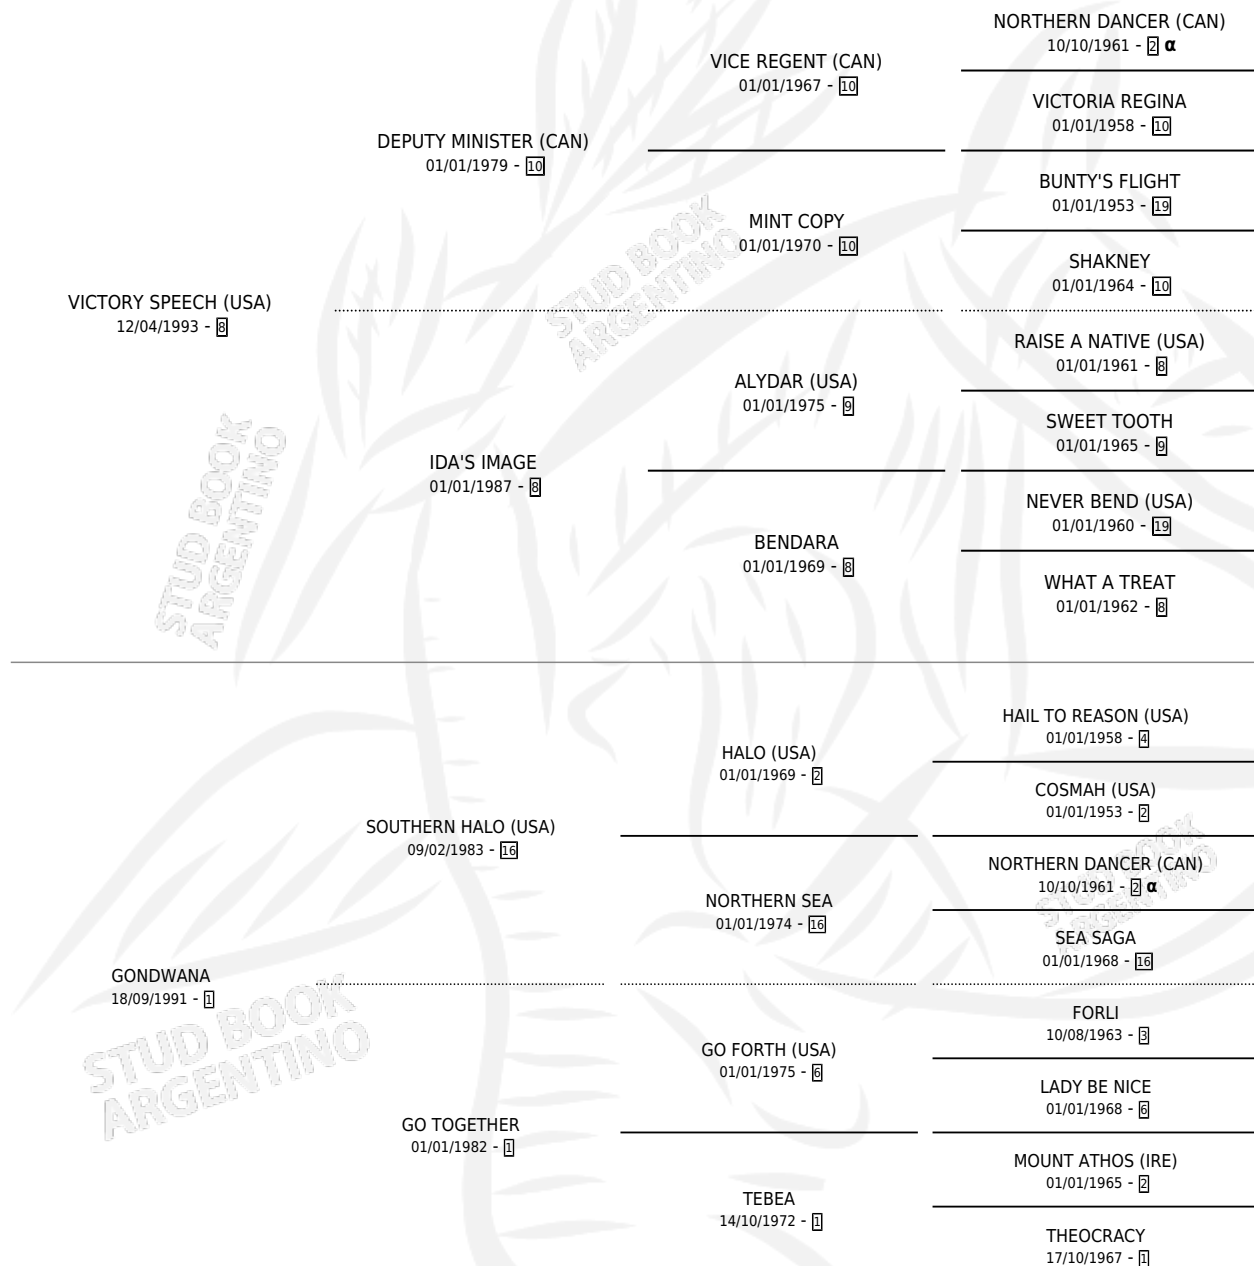 NORTHERN DANCER (CAN)
10/10/1961 - 2 α
VICE REGENT (CAN)
01/01/1967 - 10
VICTORIA REGINA
01/01/1958 - 10
DEPUTY MINISTER (CAN)
01/01/1979 - 10
BUNTY'S FLIGHT
01/01/1953 - 19
MINT COPY
01/01/1970 - 10
SHAKNEY
01/01/1964 - 10
VICTORY SPEECH (USA)
12/04/1993 - 8
RAISE A NATIVE (USA)
01/01/1961 - 8
ALYDAR (USA)
01/01/1975 - 9
SWEET TOOTH
01/01/1965 - 9
IDA'S IMAGE
01/01/1987 - 8
NEVER BEND (USA)
01/01/1960 - 19
BENDARA
01/01/1969 - 8
WHAT A TREAT
01/01/1962 - 8
HAIL TO REASON (USA)
01/01/1958 - 4
HALO (USA)
01/01/1969 - 2
COSMAH (USA)
01/01/1953 - 2
SOUTHERN HALO (USA)
09/02/1983 - 16
NORTHERN DANCER (CAN)
10/10/1961 - 2 α
NORTHERN SEA
01/01/1974 - 16
SEA SAGA
01/01/1968 - 16
GONDWANA
18/09/1991 - 1
FORLI
10/08/1963 - 3
GO FORTH (USA)
01/01/1975 - 6
LADY BE NICE
01/01/1968 - 6
GO TOGETHER
01/01/1982 - 1
MOUNT ATHOS (IRE)
01/01/1965 - 2
TEBEA
14/10/1972 - 1
THEOCRACY
17/10/1967 - 1
STUD BOOK
ARGENTINO
STUD BOOK
ARGENTINO
STUD BOOK
ARGENTINO
STUD BOOK
ARGENTINO